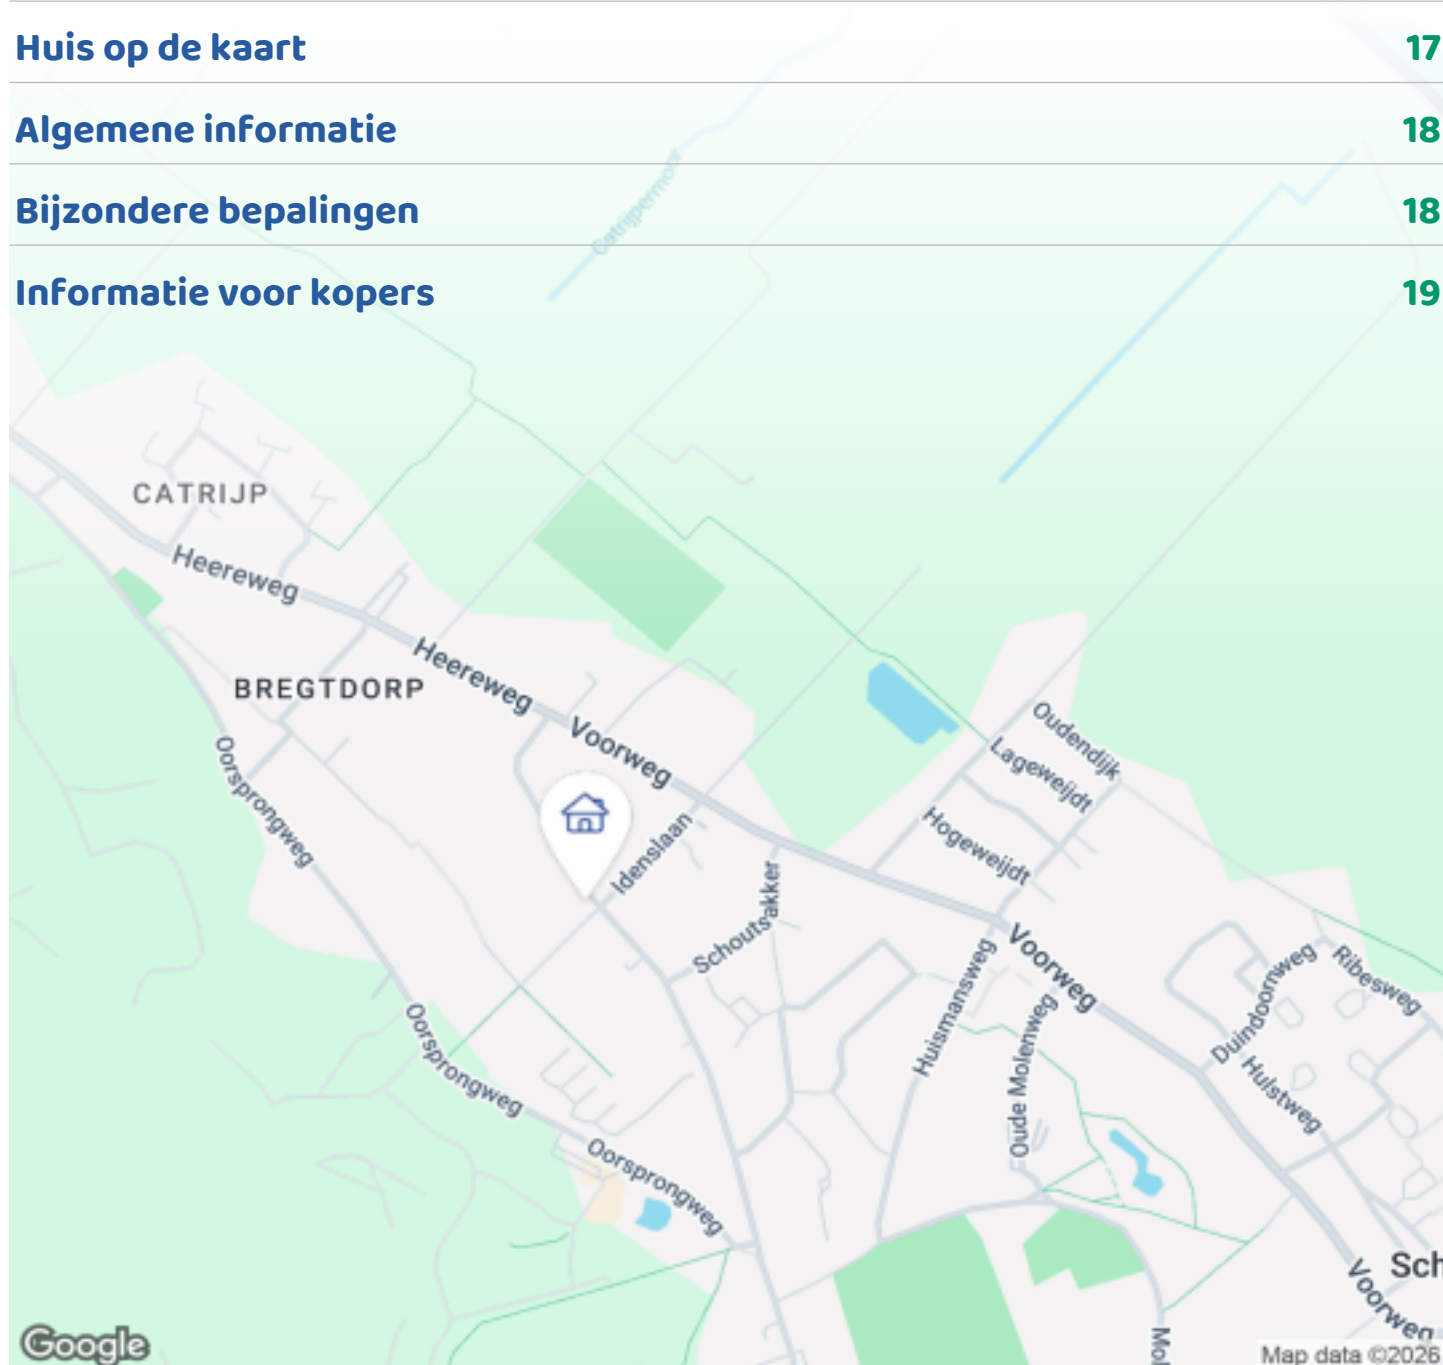 Huis op de kaart 17
Algemene informatie 18
Bijzondere bepalingen 18
Informatie voor kopers 19
Catrijpermoor
CATRIJP
Heereweg
Heereweg
BREGTDORP
Voorweg
Oorsprongweg
Idenslaan
Schoutsakker
Oudendijk
Lageweijdt
Hogeweijdt
Voorweg
Huismansweg
Oude Molenweg
Duindoornweg
Ribesweg
Hulstweg
Oorsprongweg
Oorsprongweg
Sch
Voorweg
Mol
Google
Map data ©2026